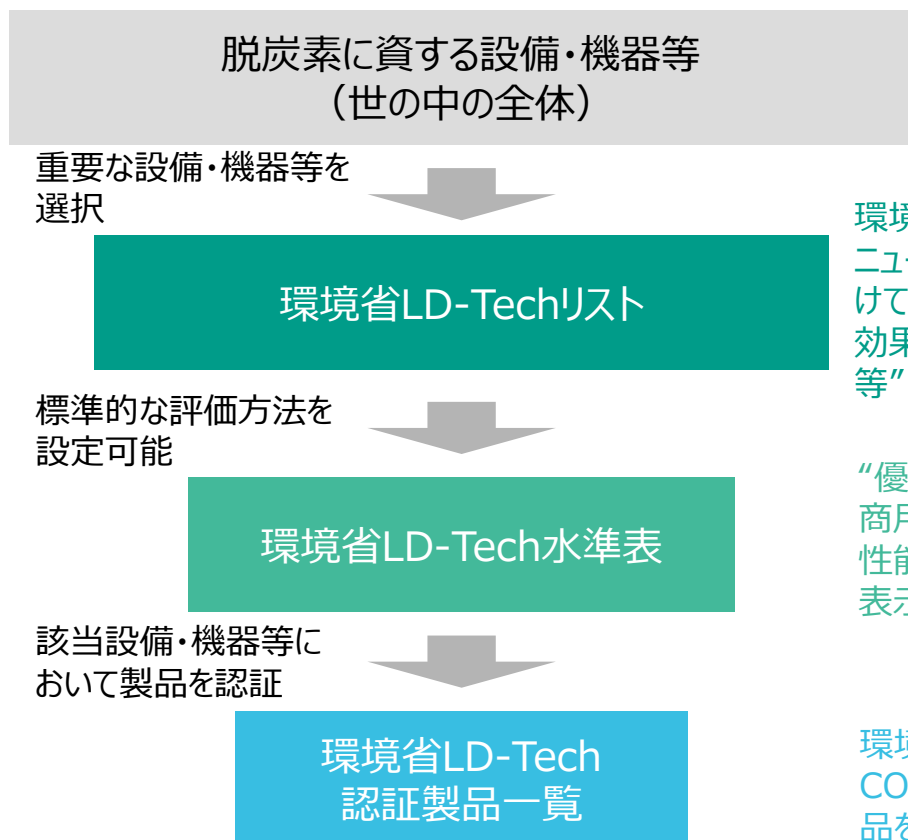 脱炭素に資する設備・機器等
（世の中の全体）
重要な設備・機器等を
選択
環境省LD-Techリスト
標準的な評価方法を
設定可能
環境省LD-Tech水準表
該当設備・機器等に
おいて製品を認証
環境省LD-Tech
認証製品一覧
環境
ニュー
けて
効果
等”
“優
商用
性能
表示
環境
CO
品を